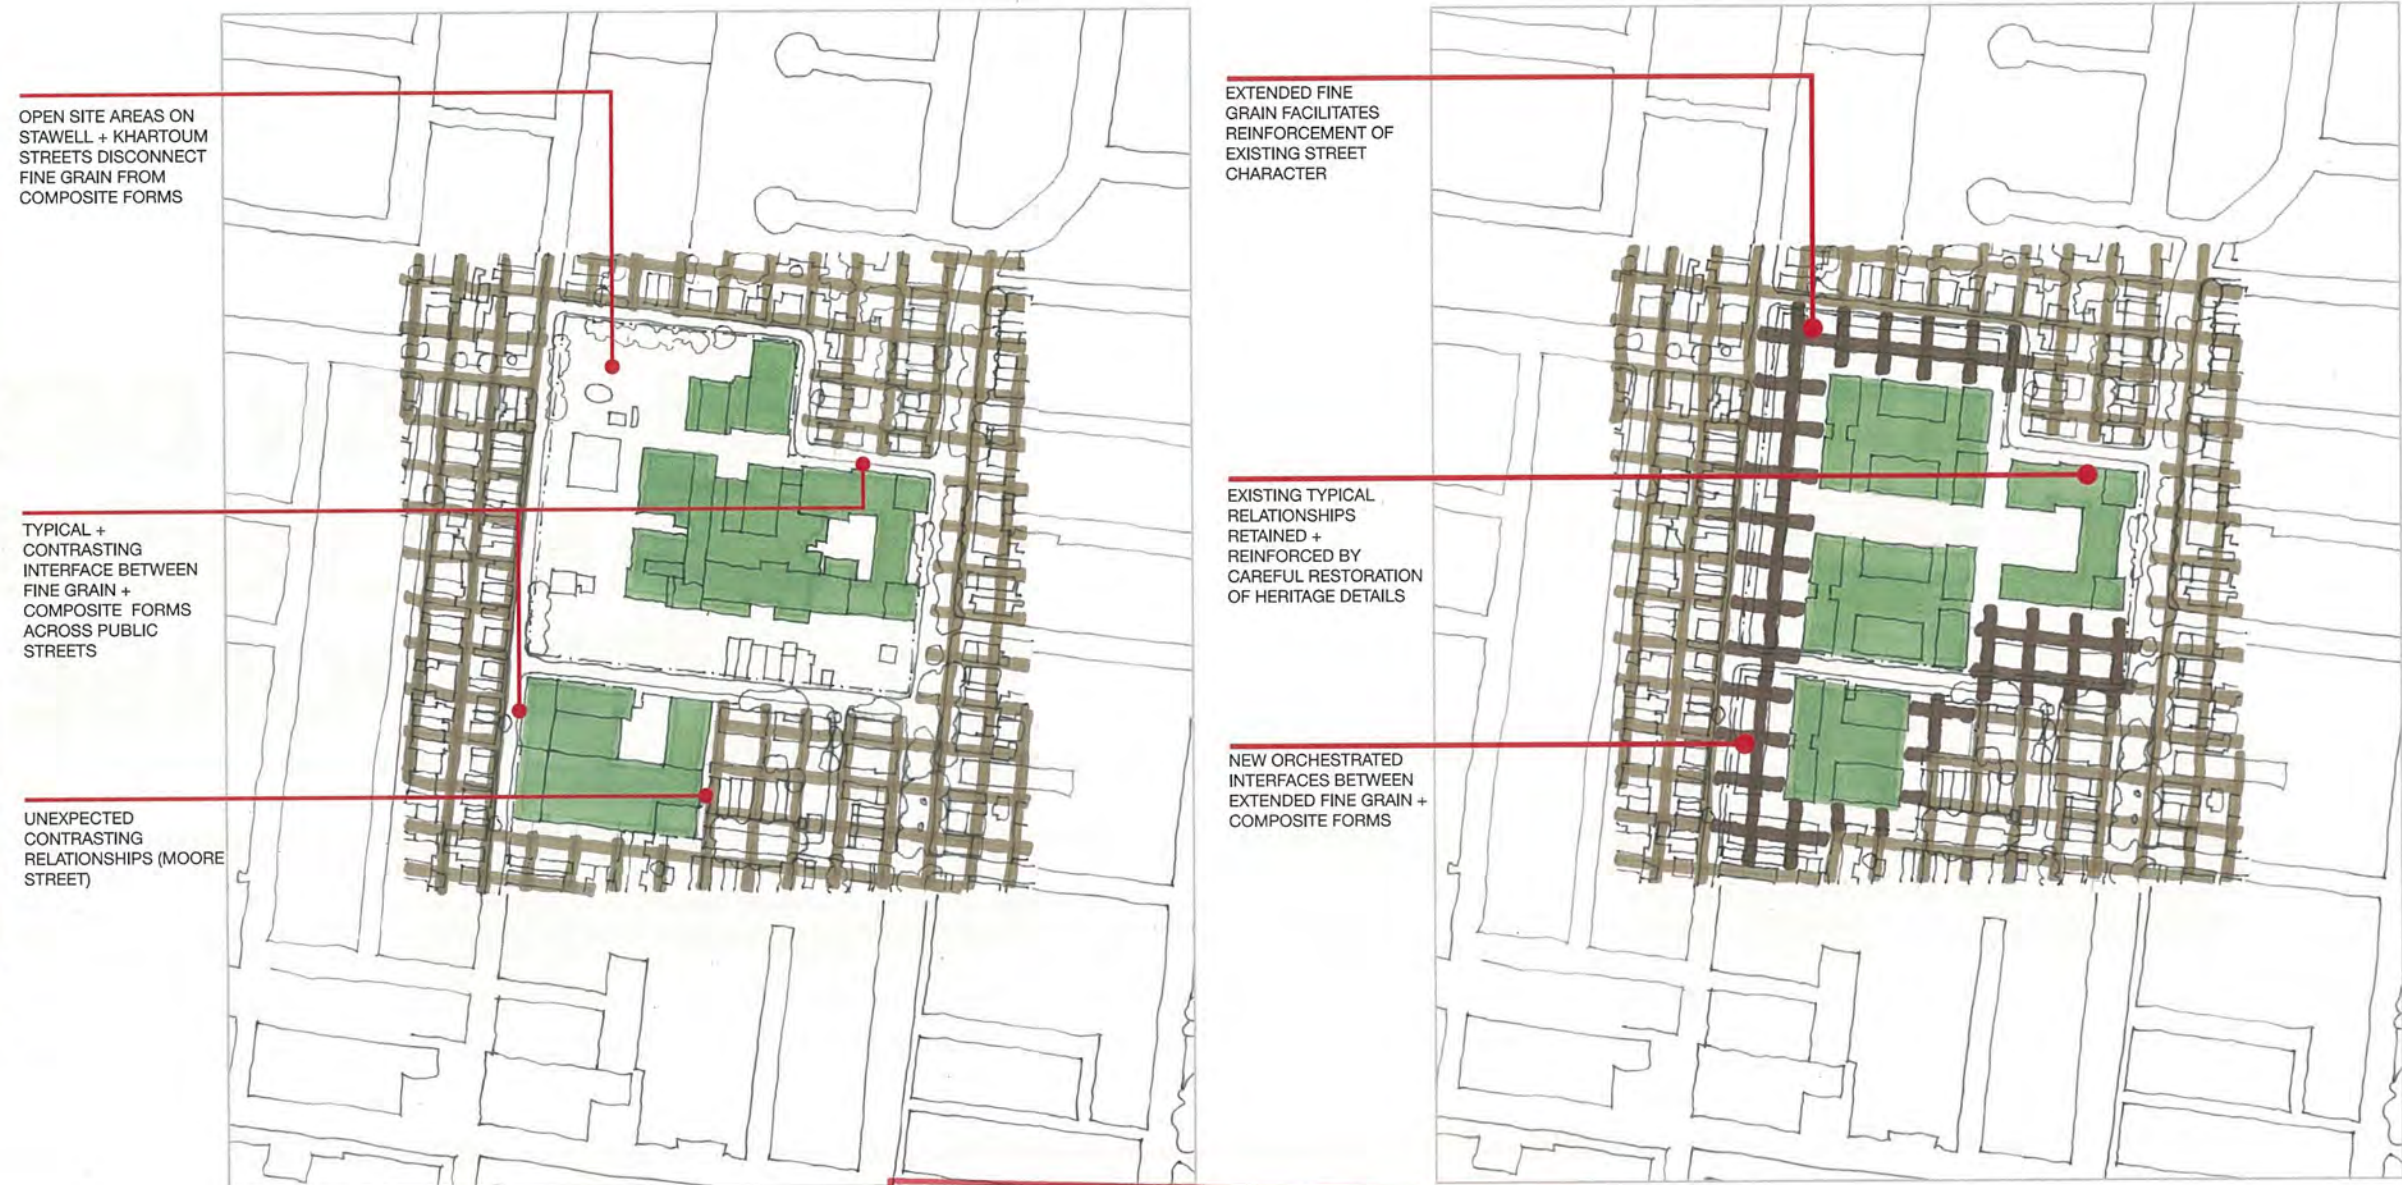 OPEN SITE AREAS ON
STAWELL + KHARTOUM
STREETS DISCONNECT
FINE GRAIN FROM
COMPOSITE FORMS
TYPICAL +
CONTRASTING
INTERFACE BETWEEN
FINE GRAIN +
COMPOSITE FORMS
ACROSS PUBLIC
STREETS
UNEXPECTED
CONTRASTING
RELATIONSHIPS (MOORE
STREET)
EXTENDED FINE
GRAIN FACILITATES
REINFORCEMENT OF
EXISTING STREET
CHARACTER
EXISTING TYPICAL
RELATIONSHIPS
RETAINED +
REINFORCED BY
CAREFUL RESTORATION
OF HERITAGE DETAILS
NEW ORCHESTRATED
INTERFACES BETWEEN
EXTENDED FINE GRAIN +
COMPOSITE FORMS